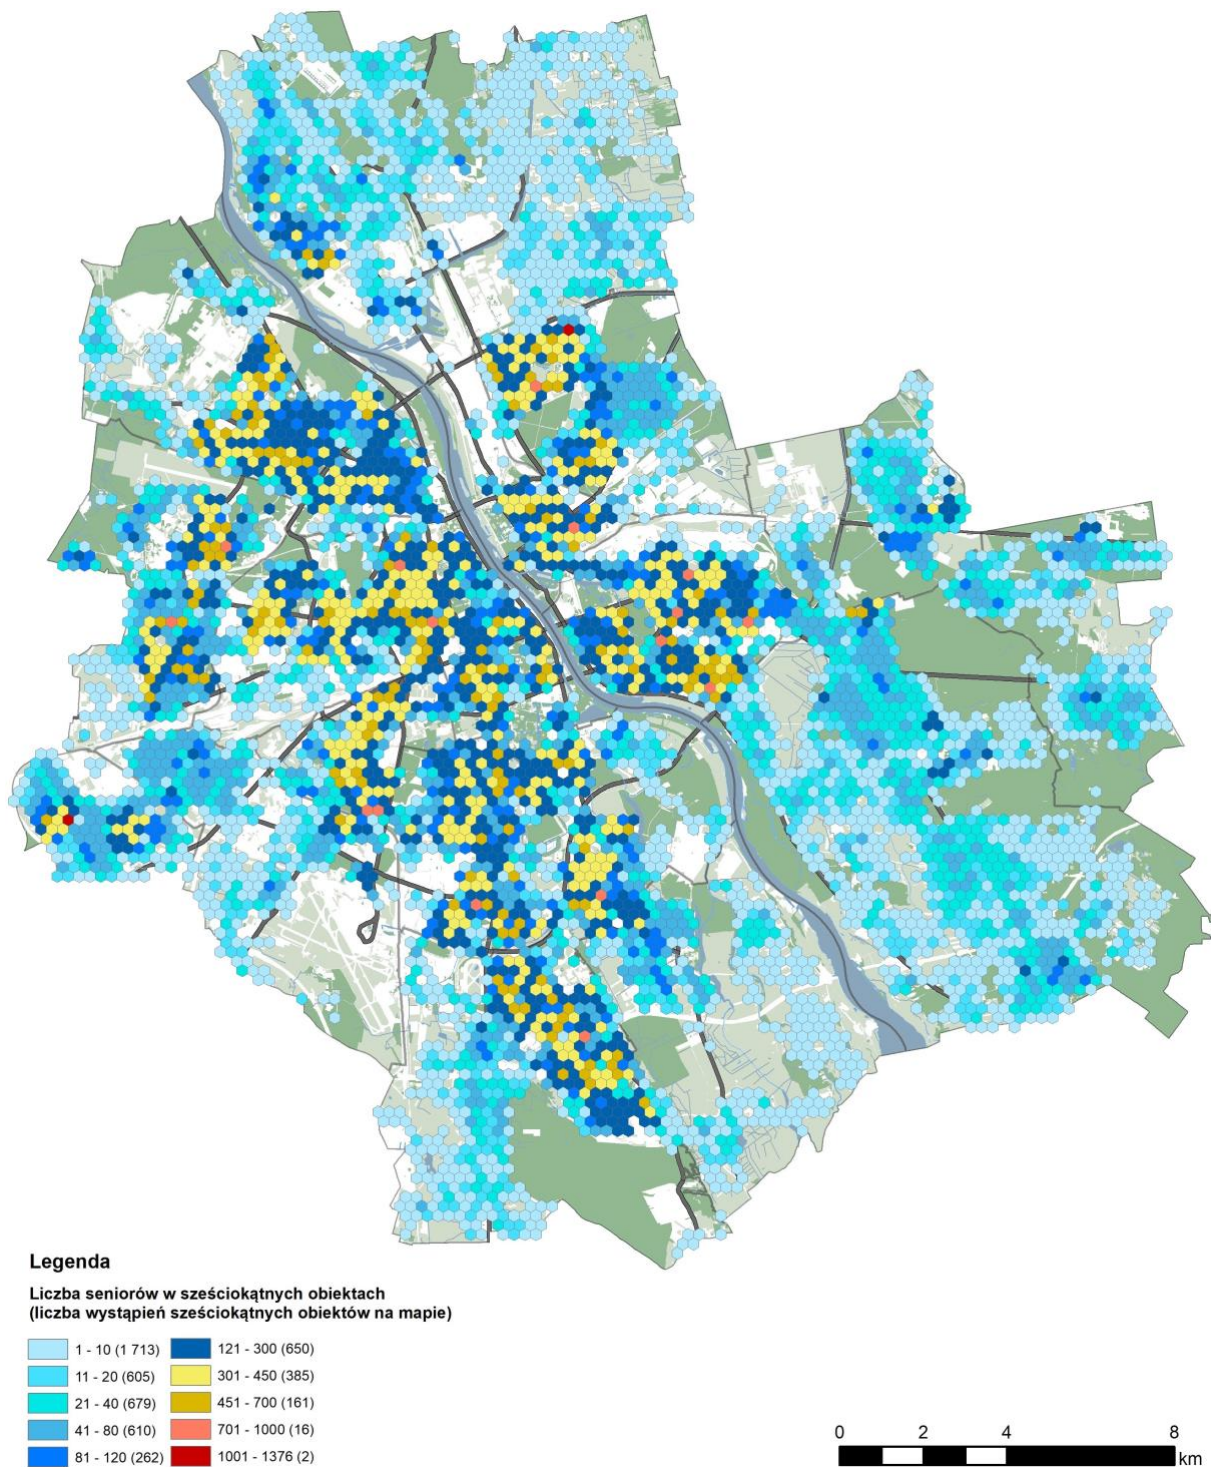 Legenda
Liczba seniorów w sześciokątnych obiektach
(liczba wystąpień sześciokątnych obiektów na mapie)
1 - 10 (1 713)
11 - 20 (605)
21 - 40 (679)
41 - 80 (610)
81 - 120 (262)
121 - 300 (650)
301 - 450 (385)
451 - 700 (161)
701 - 1000 (16)
1001 - 1376 (2)
0 2 4 8
km